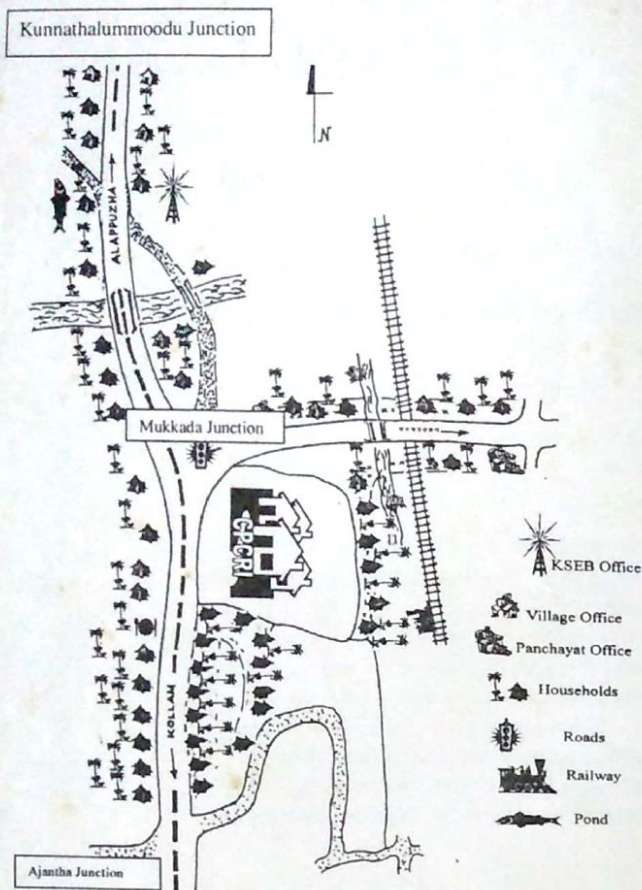 Kunnathalummoodu Junction
N
ALAPPUZHA
Mukkada Junction
CPCRI
KOLLAM
KSEB Office
Village Office
Panchayat Office
Households
Roads
Railway
Pond
Ajantha Junction